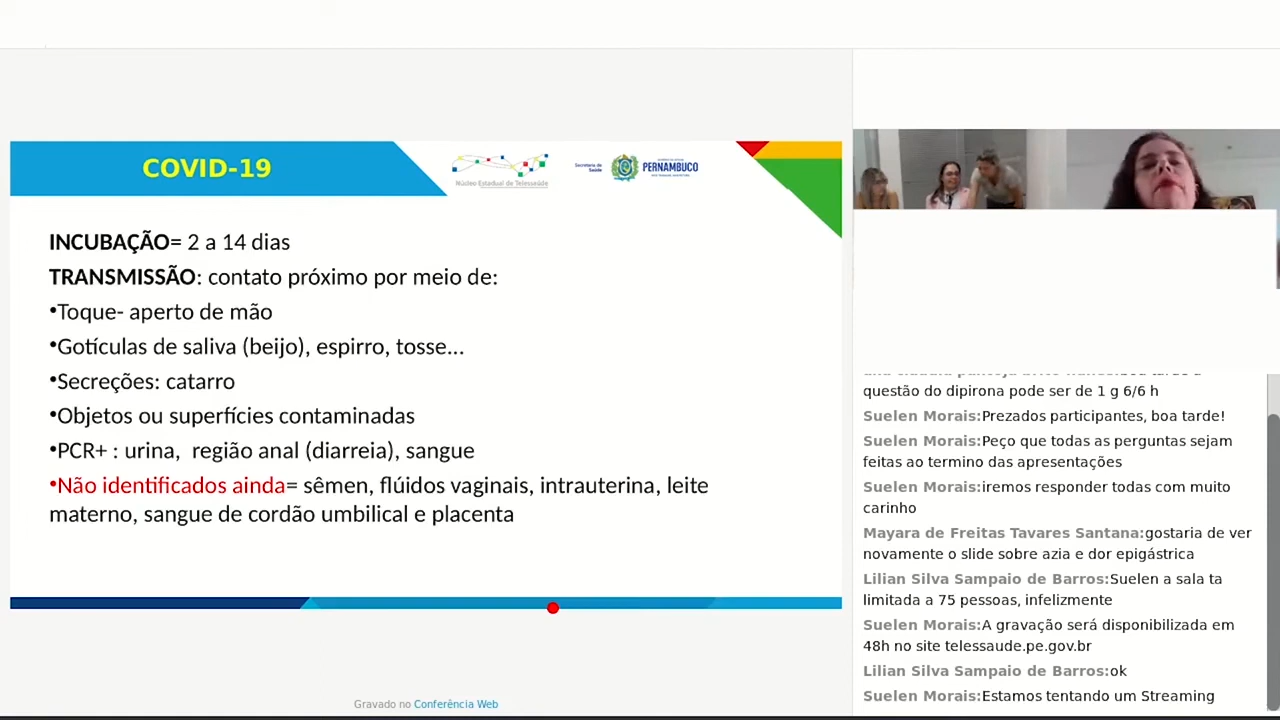 COVID-19
Núcleo Estadual de Telessaúde
Secretaria de
Saúde
PERNAMBUCO
INCUBAÇÃO= 2 a 14 dias
TRANSMISSÃO: contato próximo por meio de:
•Toque- aperto de mão
•Gotículas de saliva (beijo), espirro, tosse...
•Secreções: catarro
•Objetos ou superfícies contaminadas
•PCR+ : urina,  região anal (diarreia), sangue
•Não identificados ainda= sêmen, flúidos vaginais, intrauterina, leite
materno, sangue de cordão umbilical e placenta
Gravado no Conferência Web
questão do dipirona pode ser de 1 g 6/6 h
Suelen Morais:Prezados participantes, boa tarde!
Suelen Morais:Peço que todas as perguntas sejam
feitas ao termino das apresentações
Suelen Morais:iremos responder todas com muito
carinho
Mayara de Freitas Tavares Santana:gostaria de ver
novamente o slide sobre azia e dor epigástrica
Lilian Silva Sampaio de Barros:Suelen a sala ta
limitada a 75 pessoas, infelizmente
Suelen Morais:A gravação será disponibilizada em
48h no site telessaude.pe.gov.br
Lilian Silva Sampaio de Barros:ok
Suelen Morais:Estamos tentando um Streaming